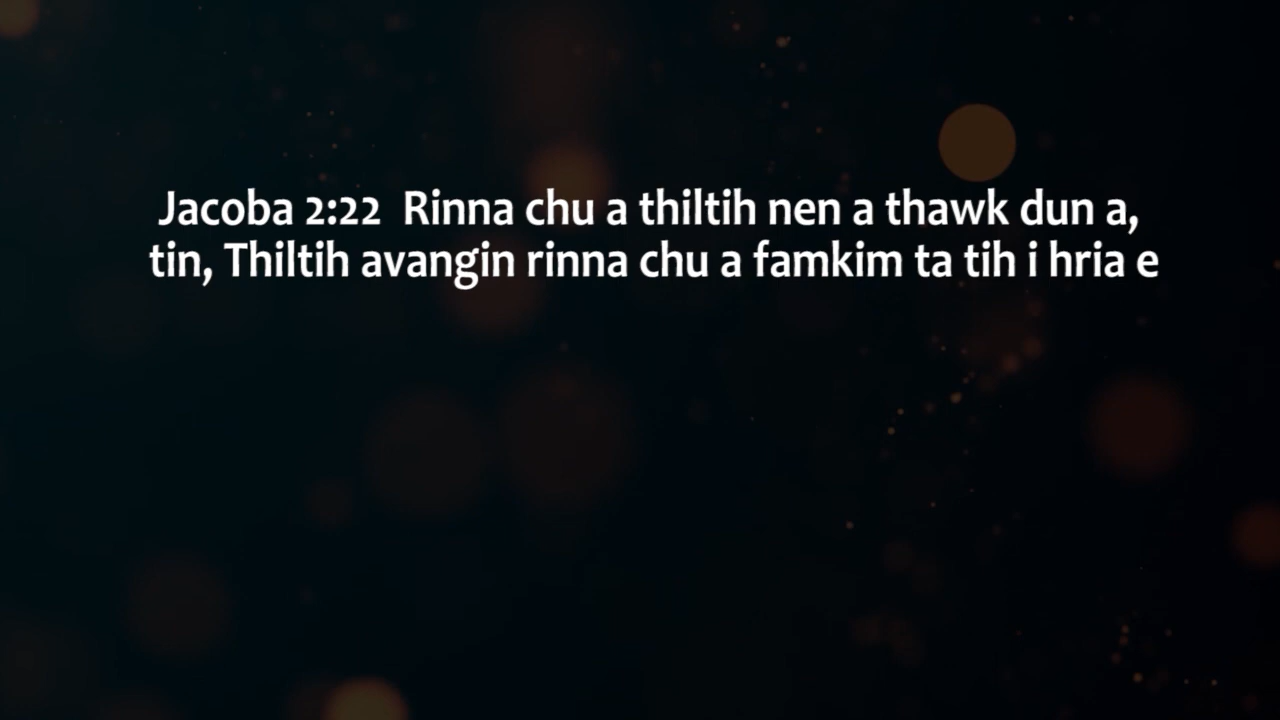 Jacoba 2:22  Rinna chu a thiltih nen a thawk dun a,
tin, Thiltih avangin rinna chu a famkim ta tih i hria e